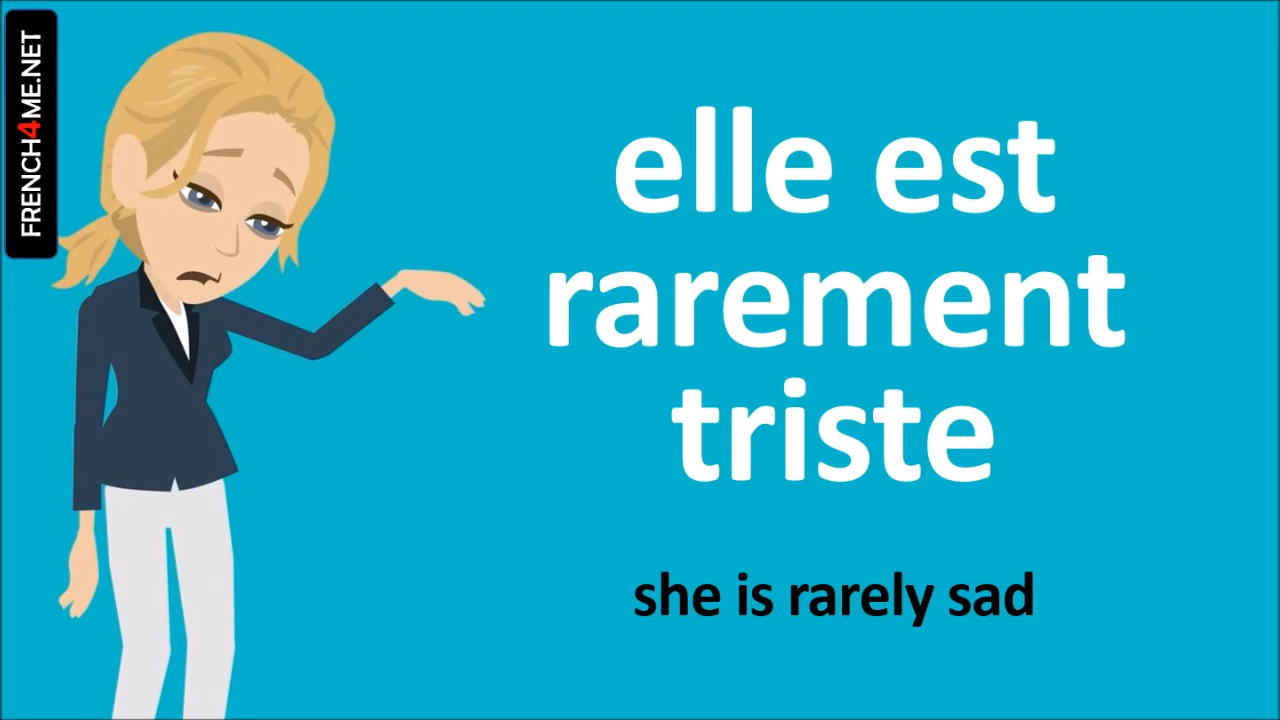 FRENCH4ME.NET
elle est
rarement
triste
she is rarely sad